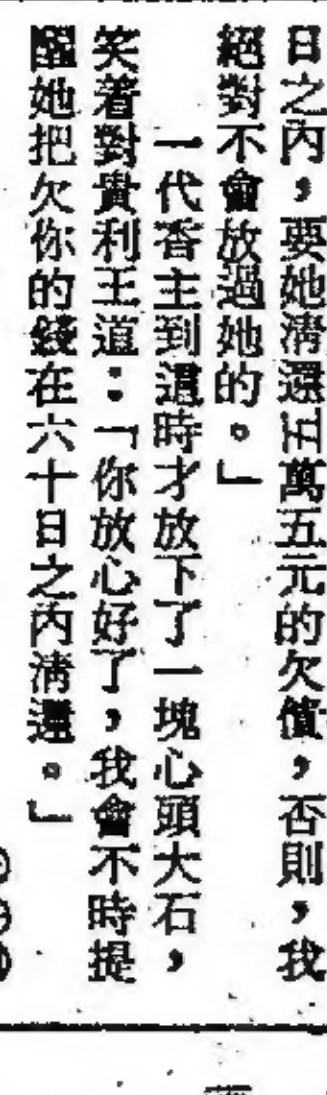 日之內，要她清還五萬五元的欠債，否則，我
絕對不會放過她的。」
一代香主到這時才放下了一塊心頭大石，
笑着對貴利王道：「你放心好了，我會不時提
醒她把欠你的錢在六十日之內清還。」